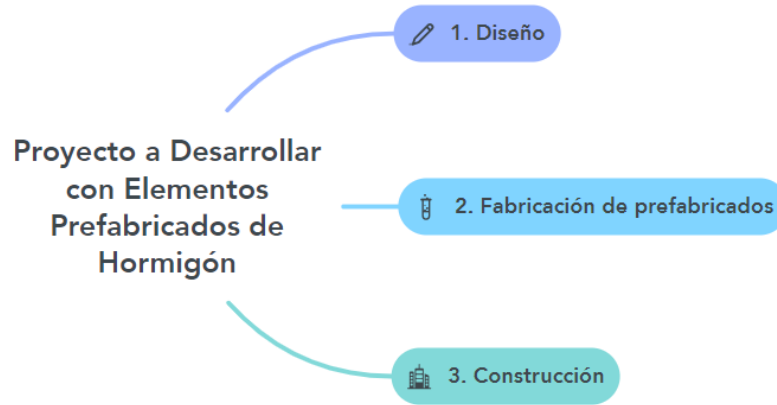 1. Diseño
Proyecto a Desarrollar
con Elementos
Prefabricados de
Hormigón
2. Fabricación de prefabricados
3. Construcción